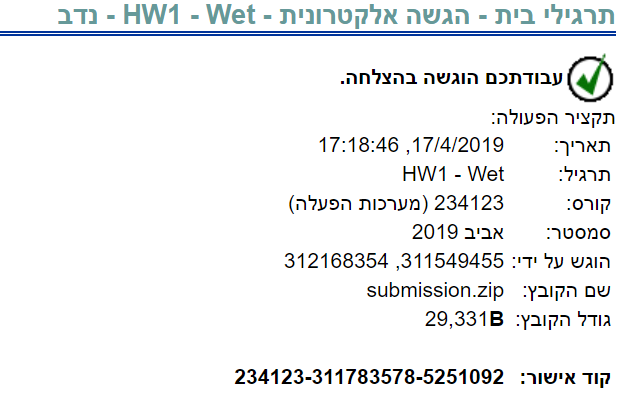 תרגילי בית - הגשה אלקטרונית - HW1 - Wet - נדב
עבודתכם הוגשה בהצלחה.
תקציר הפעולה:
תאריך: 17/4/2019, 17:18:46
תרגיל: HW1 - Wet
קורס: 234123 (מערכות הפעלה)
סמסטר: אביב 2019
הוגש על ידי: 311549455, 312168354
שם הקובץ: submission.zip
גודל הקובץ: 29,331B
קוד אישור: 234123-311783578-5251092